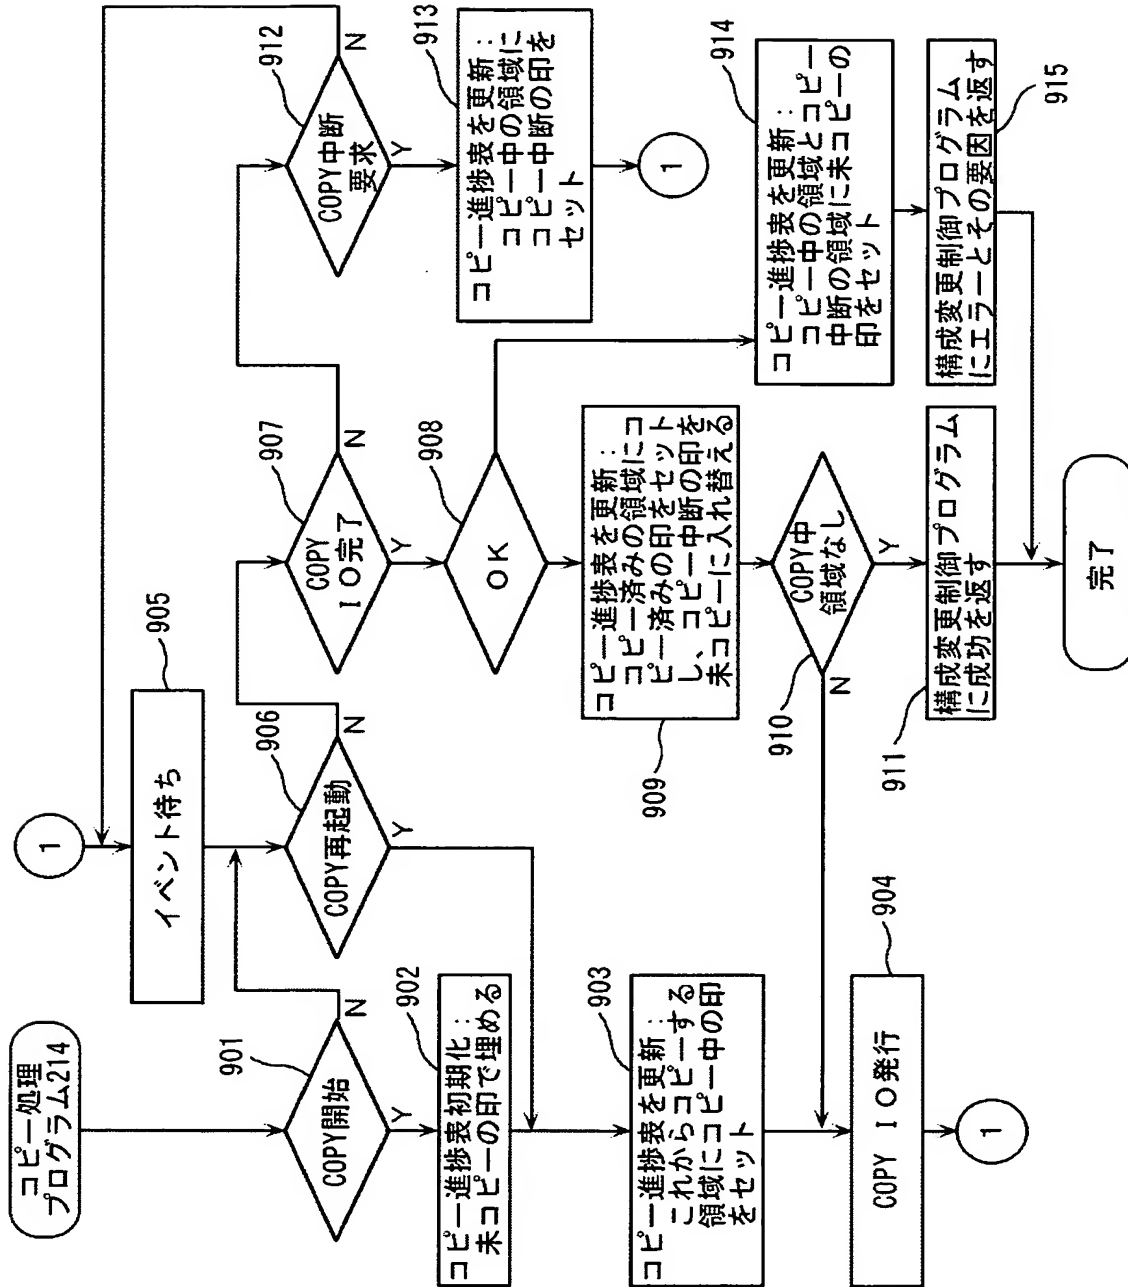 コピー処理
プログラム214
COPY開始
901
Y
N
コピー進捗表初期化：
未コピーの印で埋める
902
コピー進捗表を更新：
これからコピーする
領域にコピー中の印
をセット
903
COPY IO発行
904
1
1
イベント待ち
905
COPY再起動
906
Y
N
COPY
IO完了
907
Y
N
OK
908
コピー進捗表を更新：
コピー済みの領域にコ
ピー済みの印をセット
し、コピー中断の印を
未コピーに入れ替える
909
COPY中
領域なし
910
N
Y
構成変更制御プログラム
に成功を返す
911
COPY中断
要求
912
N
Y
コピー進捗表を更新：
コピー中の領域に
コピー中断の印を
セット
913
1
コピー進捗表を更新：
コピー中の領域とコピー
中断の領域に未コピーの
印をセット
914
構成変更制御プログラム
にエラーとその要因を返す
915
完了